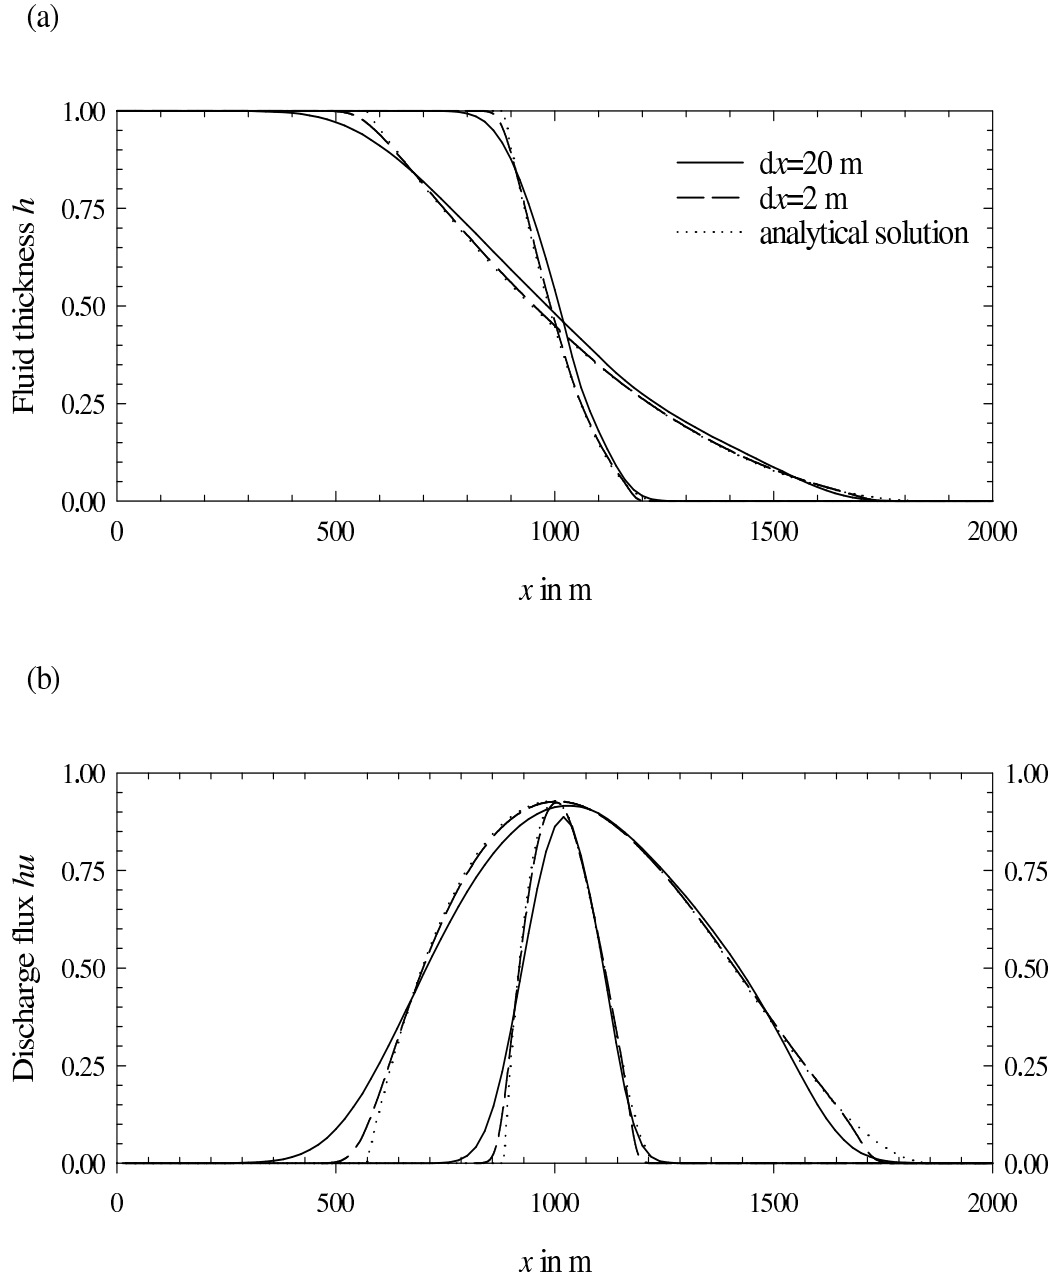 (a)
Fluid thickness h
1.00
0.75
0.50
0.25
0.00
dx=20 m
dx=2 m
analytical solution
0 500 1000 1500 2000
x in m
(b)
Discharge flux hu
1.00
0.75
0.50
0.25
0.00
1.00
0.75
0.50
0.25
0.00
0 500 1000 1500 2000
x in m